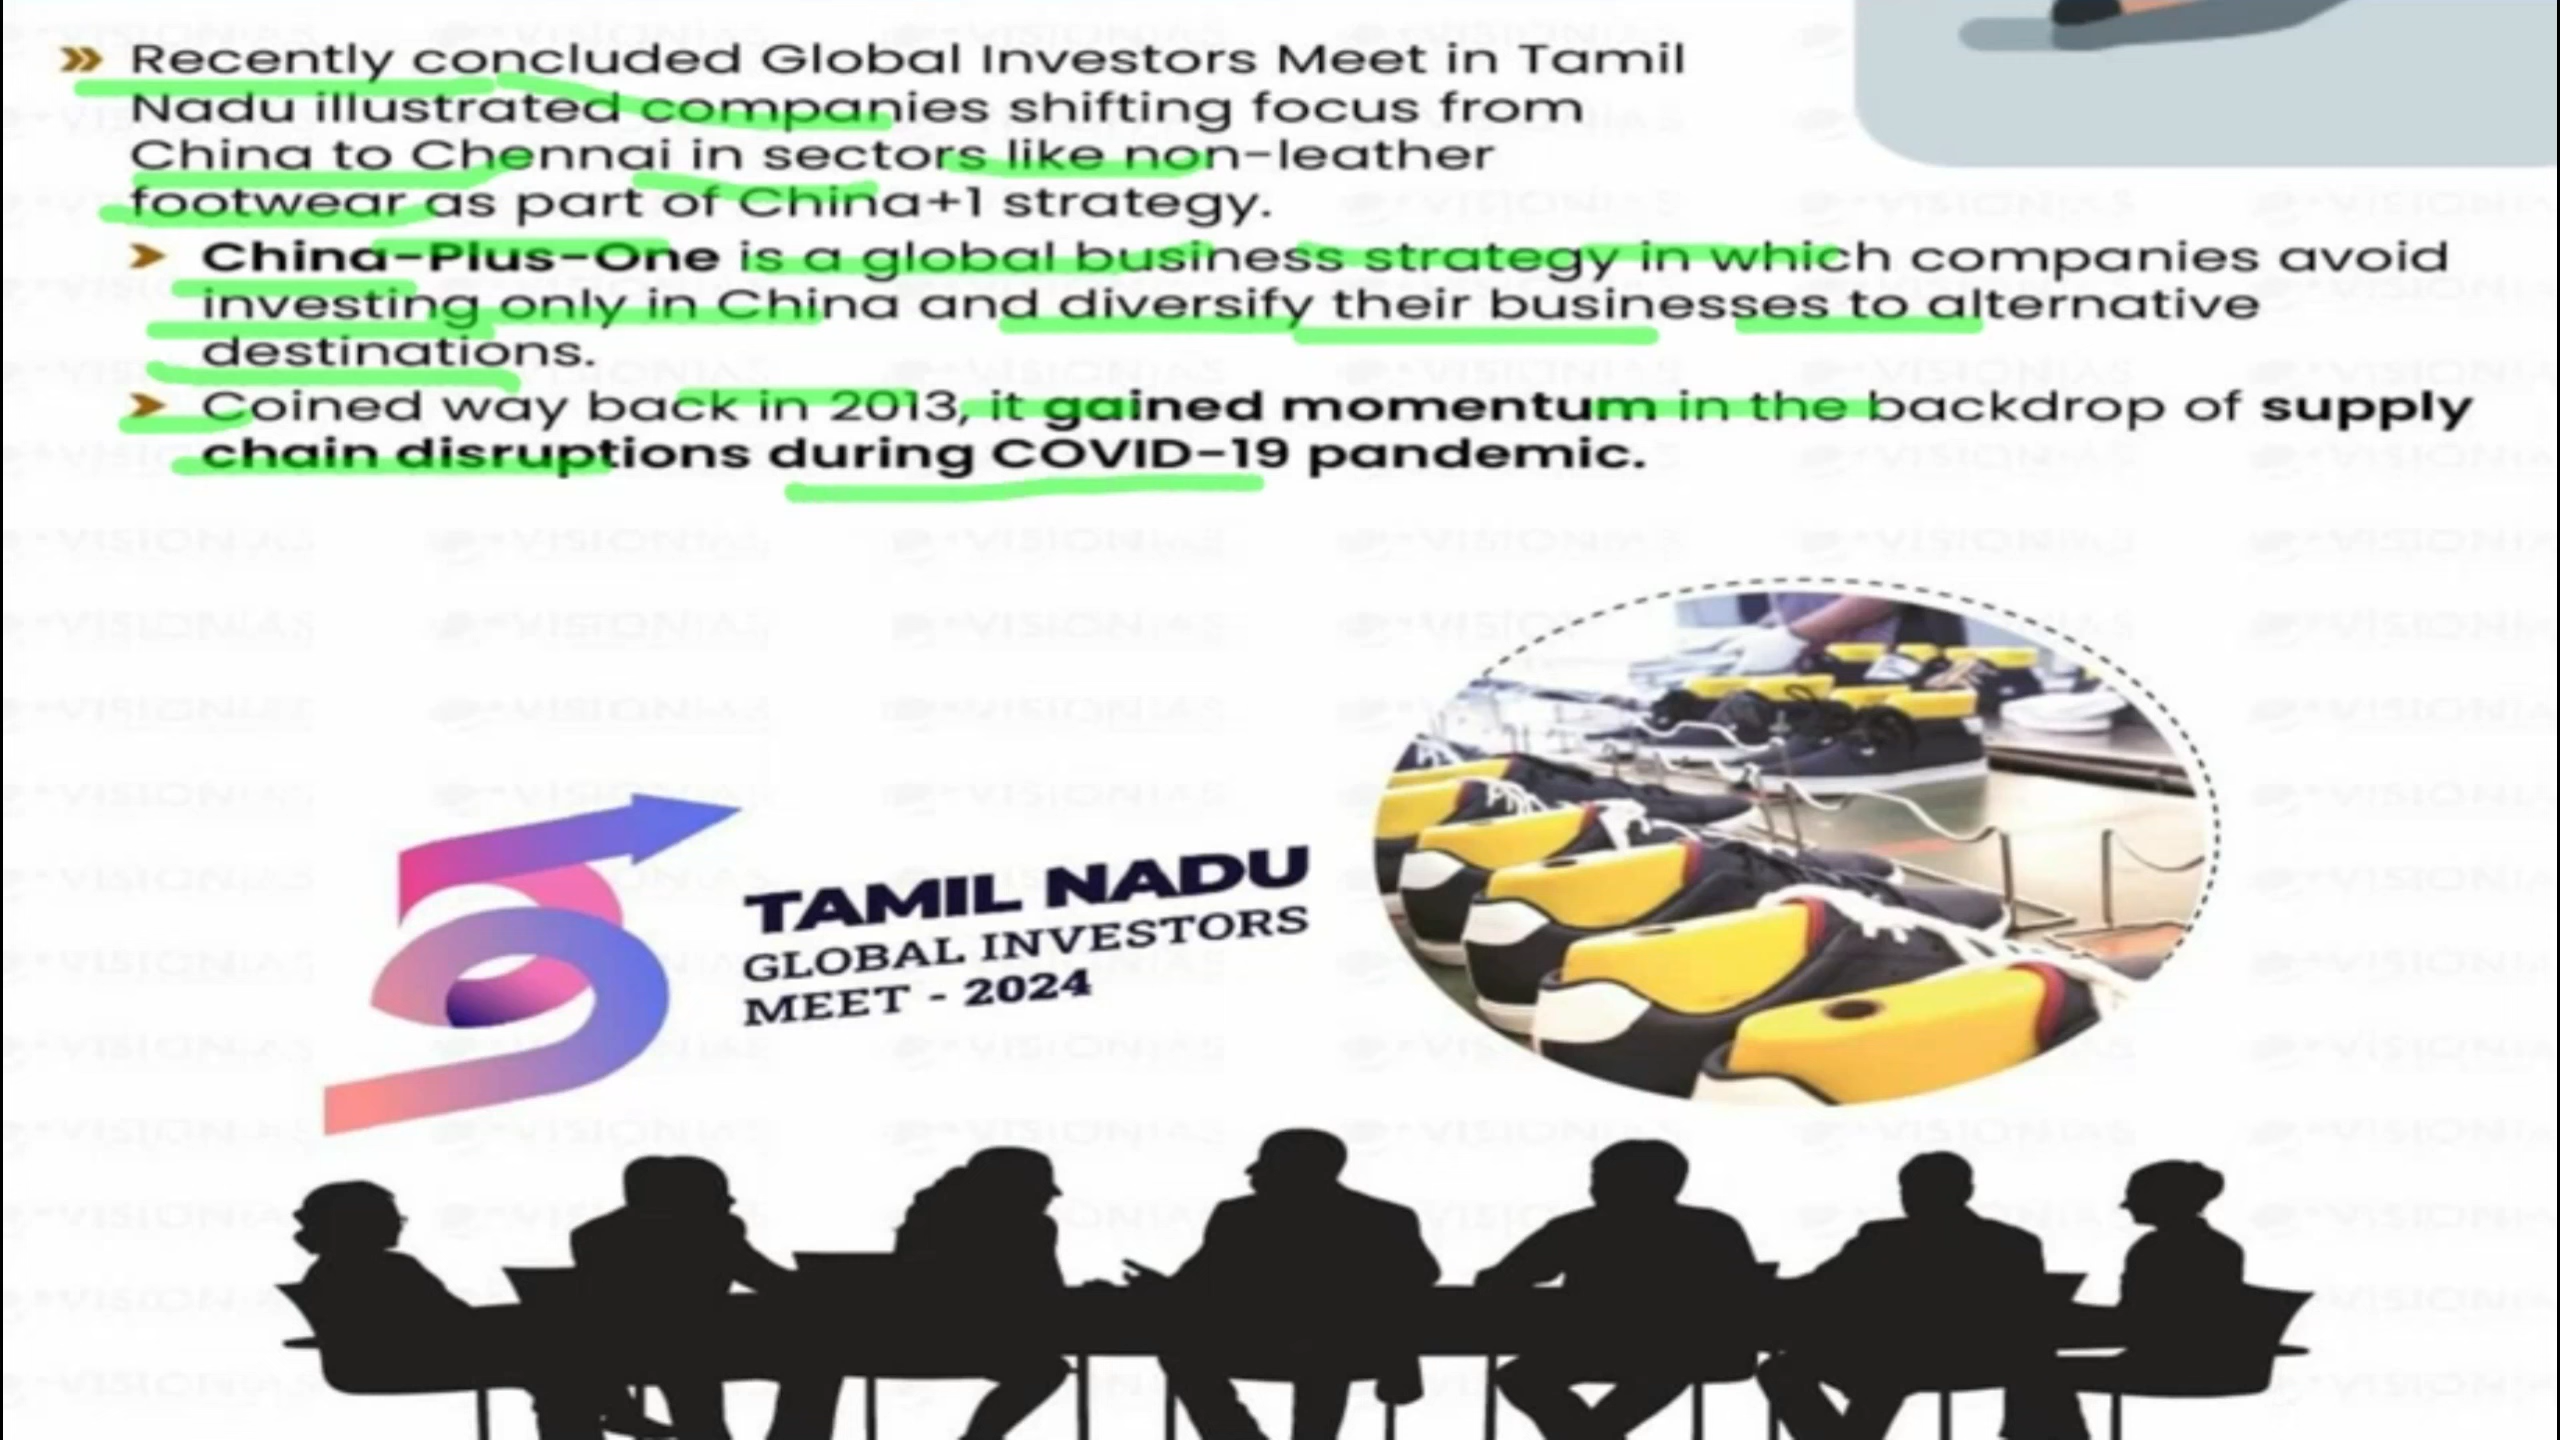 Recently concluded Global Investors Meet in Tamil
Nadu illustrated companies shifting focus from
China to Chennai in sectors like non-leather
footwear as part of China+1 strategy.
China-Plus-One is a global business strategy in which companies avoid
investing only in China and diversify their businesses to alternative
destinations.
Coined way back in 2013, it gained momentum in the backdrop of supply
chain disruptions during COVID-19 pandemic.
TAMIL NADU
GLOBAL INVESTORS
MEET - 2024
VISIONIAS